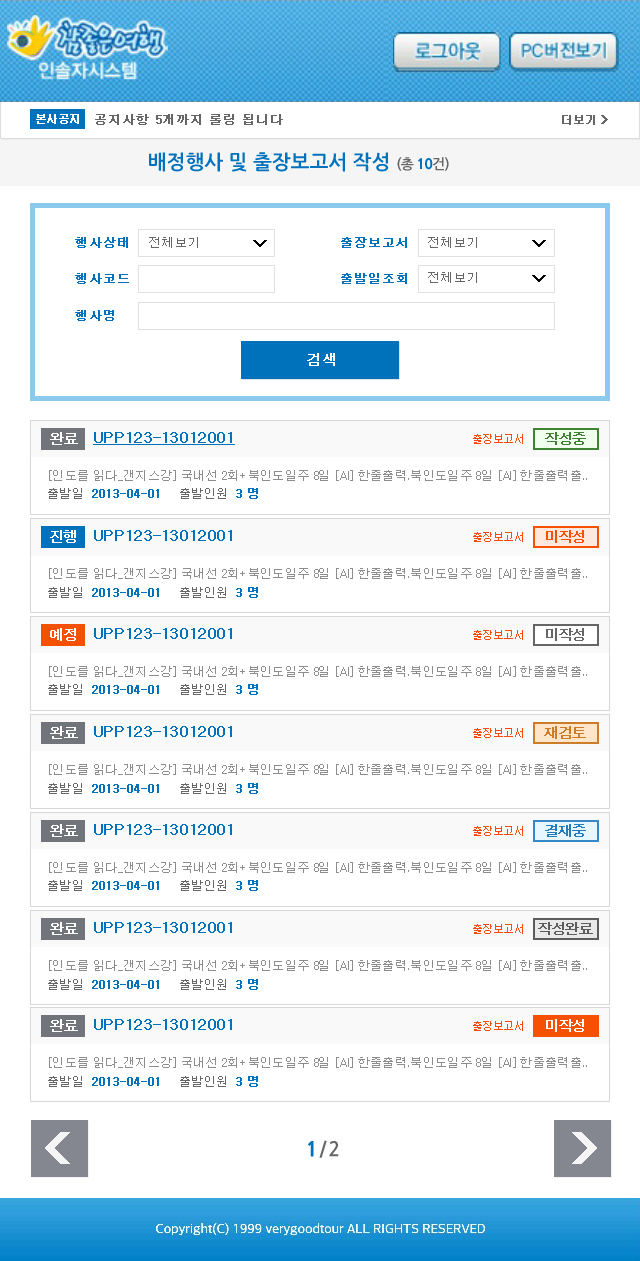 참좋은여행
인솔자시스템
로그아웃 PC버전보기
본사공지 공지사항 5개까지 롤링 됩니다 더보기 >
배정행사 및 출장보고서 작성 (총 10건)
행사상태 전체보기 출장보고서 전체보기
행사코드 출발일조회 전체보기
행사명
검색
완료 UPP123-13012001 출장보고서 작성중
[인도를 읽다_갠지스강] 국내선 2회+ 북인도일주 8일 [AI] 한줄출력.북인도일주 8일 [AI] 한줄출력 출..
출발일 2013-04-01 출발인원 3 명
진행 UPP123-13012001 출장보고서 미작성
[인도를 읽다_갠지스강] 국내선 2회+ 북인도일주 8일 [AI] 한줄출력.북인도일주 8일 [AI] 한줄출력 출..
출발일 2013-04-01 출발인원 3 명
예정 UPP123-13012001 출장보고서 미작성
[인도를 읽다_갠지스강] 국내선 2회+ 북인도일주 8일 [AI] 한줄출력.북인도일주 8일 [AI] 한줄출력 출..
출발일 2013-04-01 출발인원 3 명
완료 UPP123-13012001 출장보고서 재검토
[인도를 읽다_갠지스강] 국내선 2회+ 북인도일주 8일 [AI] 한줄출력.북인도일주 8일 [AI] 한줄출력 출..
출발일 2013-04-01 출발인원 3 명
완료 UPP123-13012001 출장보고서 결재중
[인도를 읽다_갠지스강] 국내선 2회+ 북인도일주 8일 [AI] 한줄출력.북인도일주 8일 [AI] 한줄출력 출..
출발일 2013-04-01 출발인원 3 명
완료 UPP123-13012001 출장보고서 작성완료
[인도를 읽다_갠지스강] 국내선 2회+ 북인도일주 8일 [AI] 한줄출력.북인도일주 8일 [AI] 한줄출력 출..
출발일 2013-04-01 출발인원 3 명
완료 UPP123-13012001 출장보고서 미작성
[인도를 읽다_갠지스강] 국내선 2회+ 북인도일주 8일 [AI] 한줄출력.북인도일주 8일 [AI] 한줄출력 출..
출발일 2013-04-01 출발인원 3 명
1 / 2
Copyright(C) 1999 verygoodtour ALL RIGHTS RESERVED